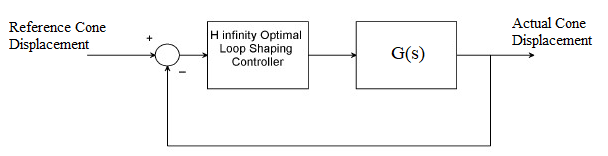 Reference Cone
Displacement
+
−
H infinity Optimal
Loop Shaping
Controller
G(s)
Actual Cone
Displacement